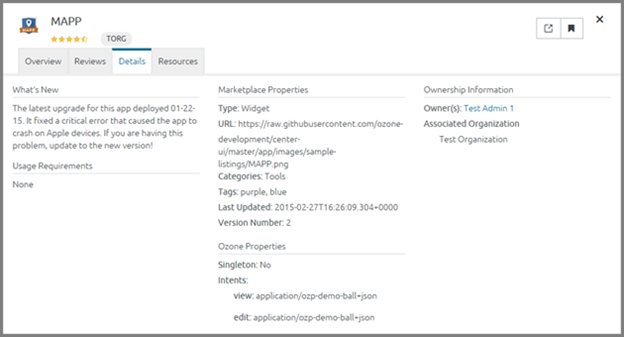 MAPP
MAPP
TORG
Overview
Reviews
Details
Resources
What's New
The latest upgrade for this app deployed 01-22-
15. It fixed a critical error that caused the app to
crash on Apple devices. If you are having this
problem, update to the new version!
Usage Requirements
None
Marketplace Properties
Type: Widget
URL: https://raw.githubusercontent.com/ozone-
development/center-
ui/master/app/images/sample-
listings/MAPP.png
Categories: Tools
Tags: purple, blue
Last Updated: 2015-02-27T16:26:09.304+0000
Version Number: 2
Ozone Properties
Singleton: No
Intents:
view: application/ozp-demo-ball+json
edit: application/ozp-demo-ball+json
Ownership Information
Owner(s): Test Admin 1
Associated Organization
Test Organization